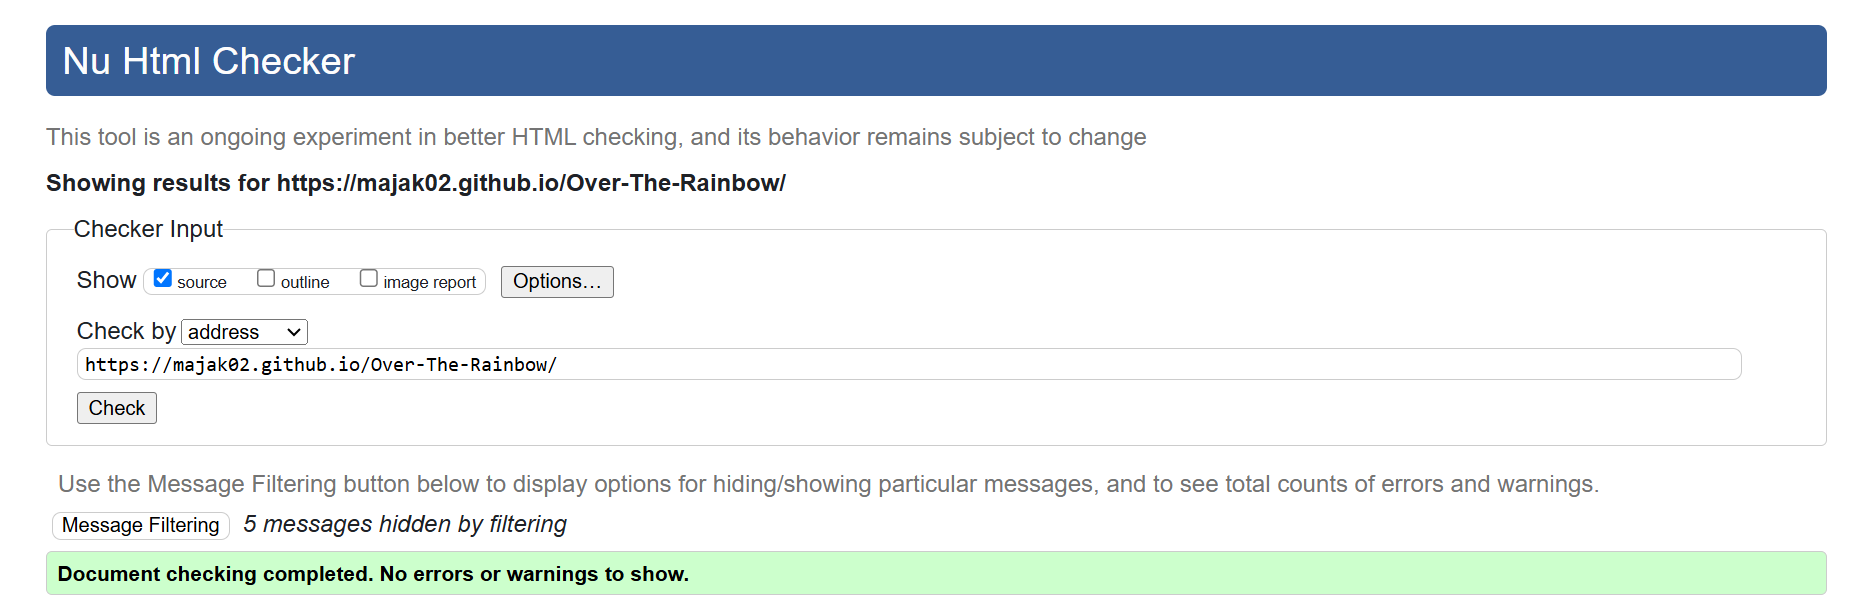 Nu Html Checker
This tool is an ongoing experiment in better HTML checking, and its behavior remains subject to change
Showing results for https://majak02.github.io/Over-The-Rainbow/
Checker Input
Show source outline image report Options...
Check by address
https://majak02.github.io/Over-The-Rainbow/
Check
Use the Message Filtering button below to display options for hiding/showing particular messages, and to see total counts of errors and warnings.
Message Filtering 5 messages hidden by filtering
Document checking completed. No errors or warnings to show.